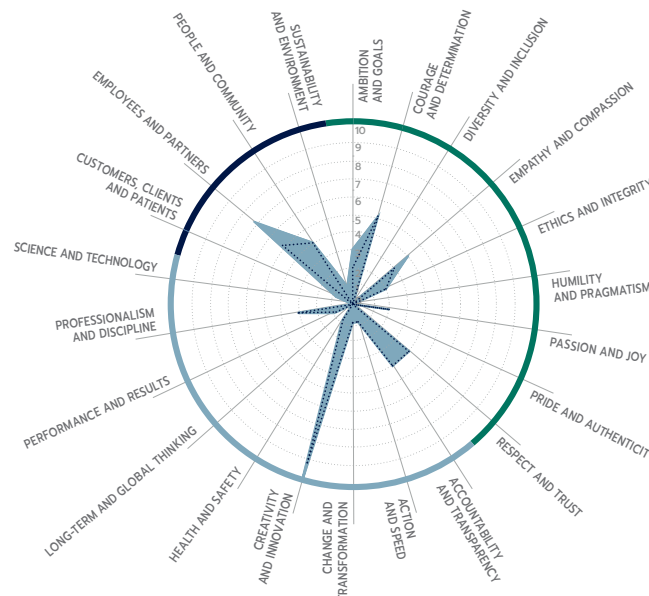 AMBITION
AND GOALS
COURAGE
AND DETERMINATION
DIVERSITY AND INCLUSION
EMPATHY AND COMPASSION
ETHICS AND INTEGRITY
HUMILITY
AND PRAGMATISM
PASSION AND JOY
PRIDE AND AUTHENTICIT
RESPECT AND TRUST
ACCOUNTABILITY
AND TRANSPARENCY
ACTION
AND SPEED
CHANGE AND
TRANSFORMATION
CREATIVITY
AND INNOVATION
HEALTH AND SAFETY
LONG-TERM AND GLOBAL THINKING
PERFORMANCE AND RESULTS
PROFESSIONALISM
AND DISCIPLINE
SCIENCE AND TECHNOLOGY
CUSTOMERS, CLIENTS
AND PATIENTS
EMPLOYEES AND PARTNERS
PEOPLE AND COMMUNITY
SUSTAINABILITY
AND ENVIRONMENT
10
9
8
7
6
5
4